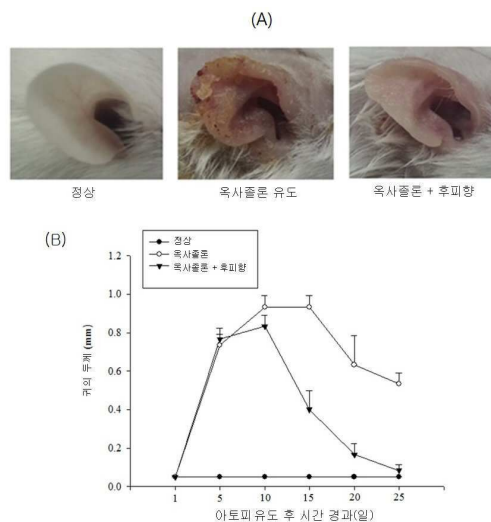 (A)
정상
옥사졸론 유도
옥사졸론 + 후피향
(B)
정상
옥사졸론
옥사졸론 + 후피향
귀의 두께 (mm)
1.2
1.0
0.8
0.6
0.4
0.2
0.0
1 5 10 15 20 25
아토피유도 후 시간 경과(일)